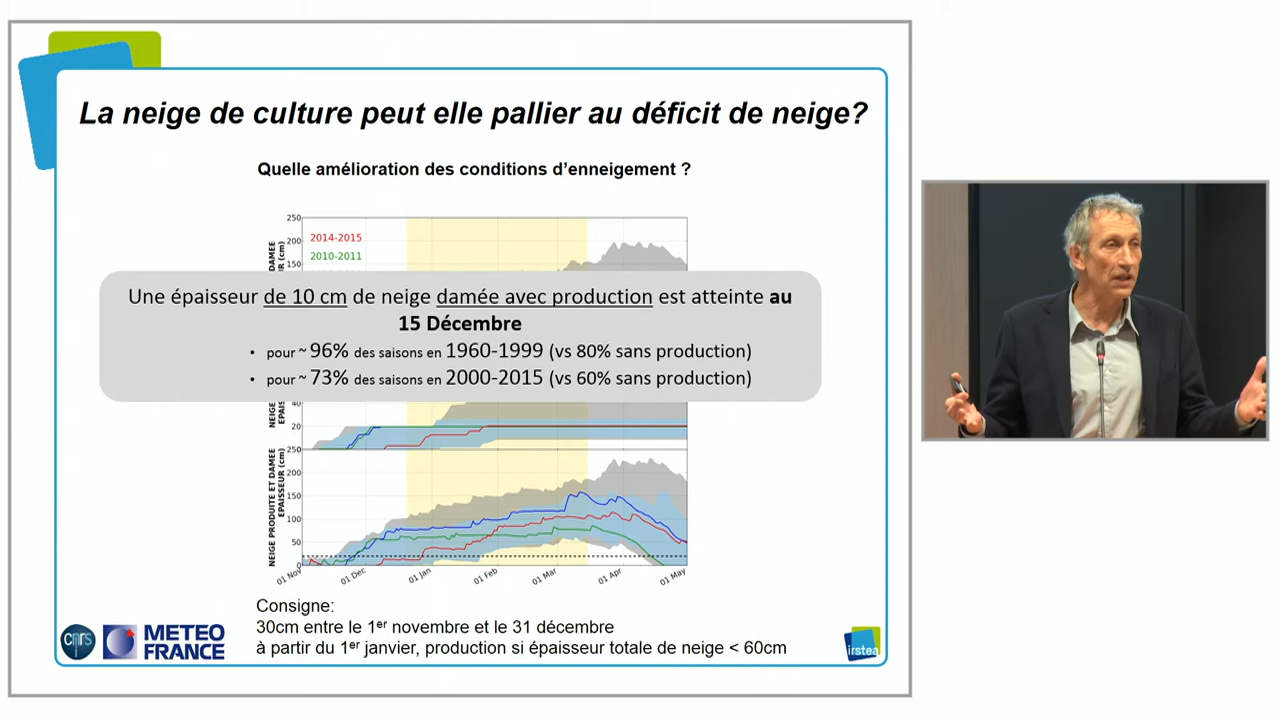 La neige de culture peut elle pallier au déficit de neige?
Quelle amélioration des conditions d'enneigement ?
250
200
150
2014-2015
2010-2011
DAMEE
R (cm)
Une épaisseur de 10 cm de neige damée avec production est atteinte au
15 Décembre
• pour ~ 96% des saisons en 1960-1999 (vs 80% sans production)
• pour ~ 73% des saisons en 2000-2015 (vs 60% sans production)
NEIGE
EPAIS
40
20
NEIGE PRODUITE ET DAMEE
EPAISSEUR (cm)
250
200
150
100
50
0
01 Nov
01 Dec
01 Jan
01 Feb
01 Mar
01 Apr
01 May
Consigne:
30cm entre le 1er novembre et le 31 décembre
à partir du 1er janvier, production si épaisseur totale de neige < 60cm
cnrs
METEO
FRANCE
irstea